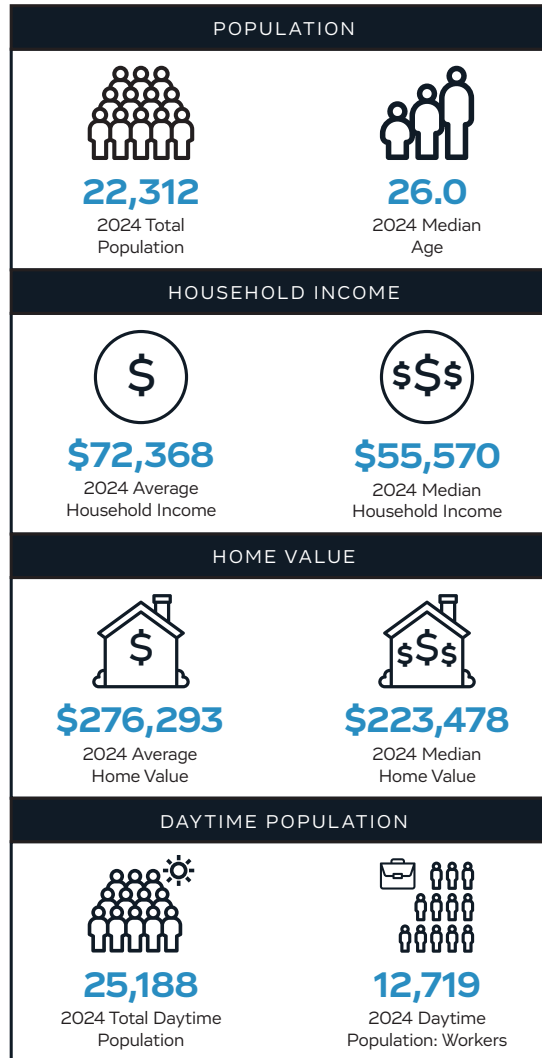 POPULATION
22,312
2024 Total
Population
26.0
2024 Median
Age
HOUSEHOLD INCOME
$
$72,368
2024 Average
Household Income
$$$
$55,570
2024 Median
Household Income
HOME VALUE
$
$276,293
2024 Average
Home Value
$$$
$223,478
2024 Median
Home Value
DAYTIME POPULATION
25,188
2024 Total Daytime
Population
12,719
2024 Daytime
Population: Workers